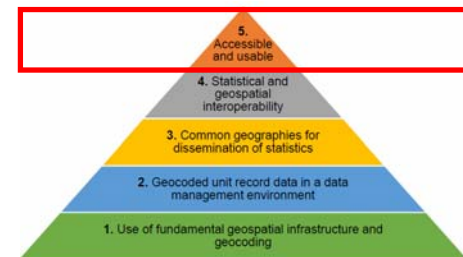 5.
Accessible
and usable
4. Statistical and
geospatial
interoperability
3. Common geographies for
dissemination of statistics
2. Geocoded unit record data in a data
management environment
1. Use of fundamental geospatial infrastructure and
geocoding